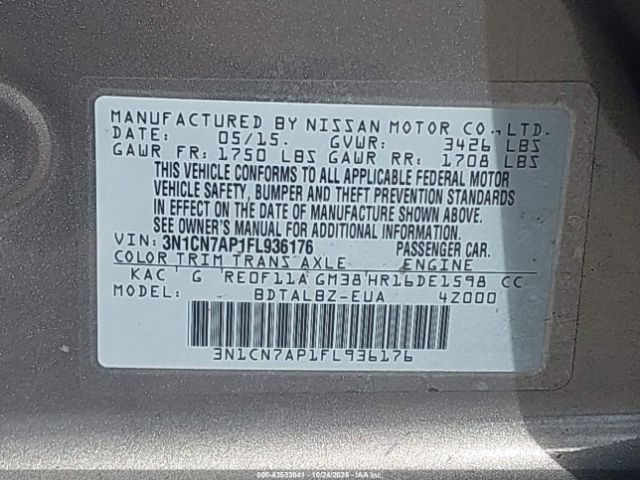 MANUFACTURED BY NISSAN MOTOR CO., LTD.
DATE: 05/15. GVWR: 3426 LBS
GAWR FR: 1750 LBS GAWR RR: 1708 LBS
THIS VEHICLE CONFORMS TO ALL APPLICABLE FEDERAL MOTOR
VEHICLE SAFETY, BUMPER AND THEFT PREVENTION STANDARDS
IN EFFECT ON THE DATE OF MANUFACTURE SHOWN ABOVE.
SEE OWNER'S MANUAL FOR ADDITIONAL INFORMATION
VIN: 3N1CN7AP1FL936176 PASSENGER CAR.
COLOR TRIM TRANS AXLE ENGINE
KAC G RE0F11A GM38 HR16DE1598 CC
MODEL: BDTALBZ-EUA 4Z000
3N1CN7AP1FL936176
000-43533841 - 10/24/2025 - IAA Inc.